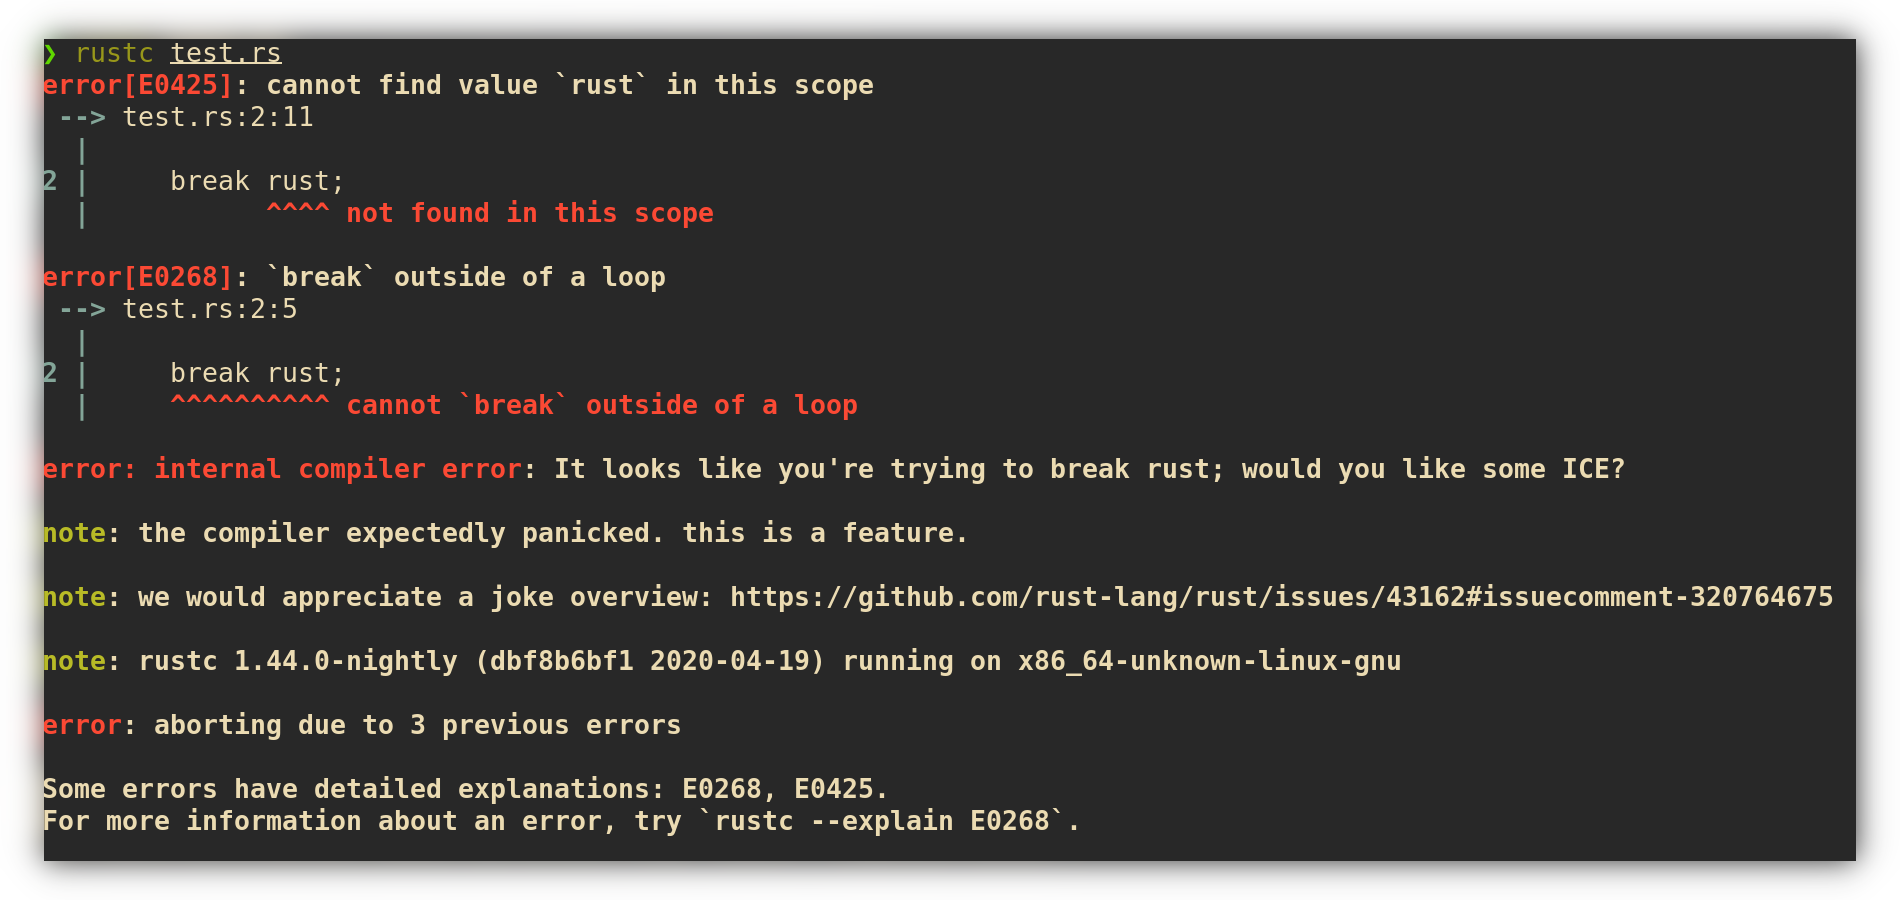 ❯ rustc test.rs
error[E0425]: cannot find value `rust` in this scope
 --> test.rs:2:11
  |
2 |     break rust;
  |           ^^^^ not found in this scope

error[E0268]: `break` outside of a loop
 --> test.rs:2:5
  |
2 |     break rust;
  |     ^^^^^^^^^^ cannot `break` outside of a loop

error: internal compiler error: It looks like you're trying to break rust; would you like some ICE?

note: the compiler expectedly panicked. this is a feature.

note: we would appreciate a joke overview: https://github.com/rust-lang/rust/issues/43162#issuecomment-320764675

note: rustc 1.44.0-nightly (dbf8b6bf1 2020-04-19) running on x86_64-unknown-linux-gnu

error: aborting due to 3 previous errors

Some errors have detailed explanations: E0268, E0425.
For more information about an error, try `rustc --explain E0268`.